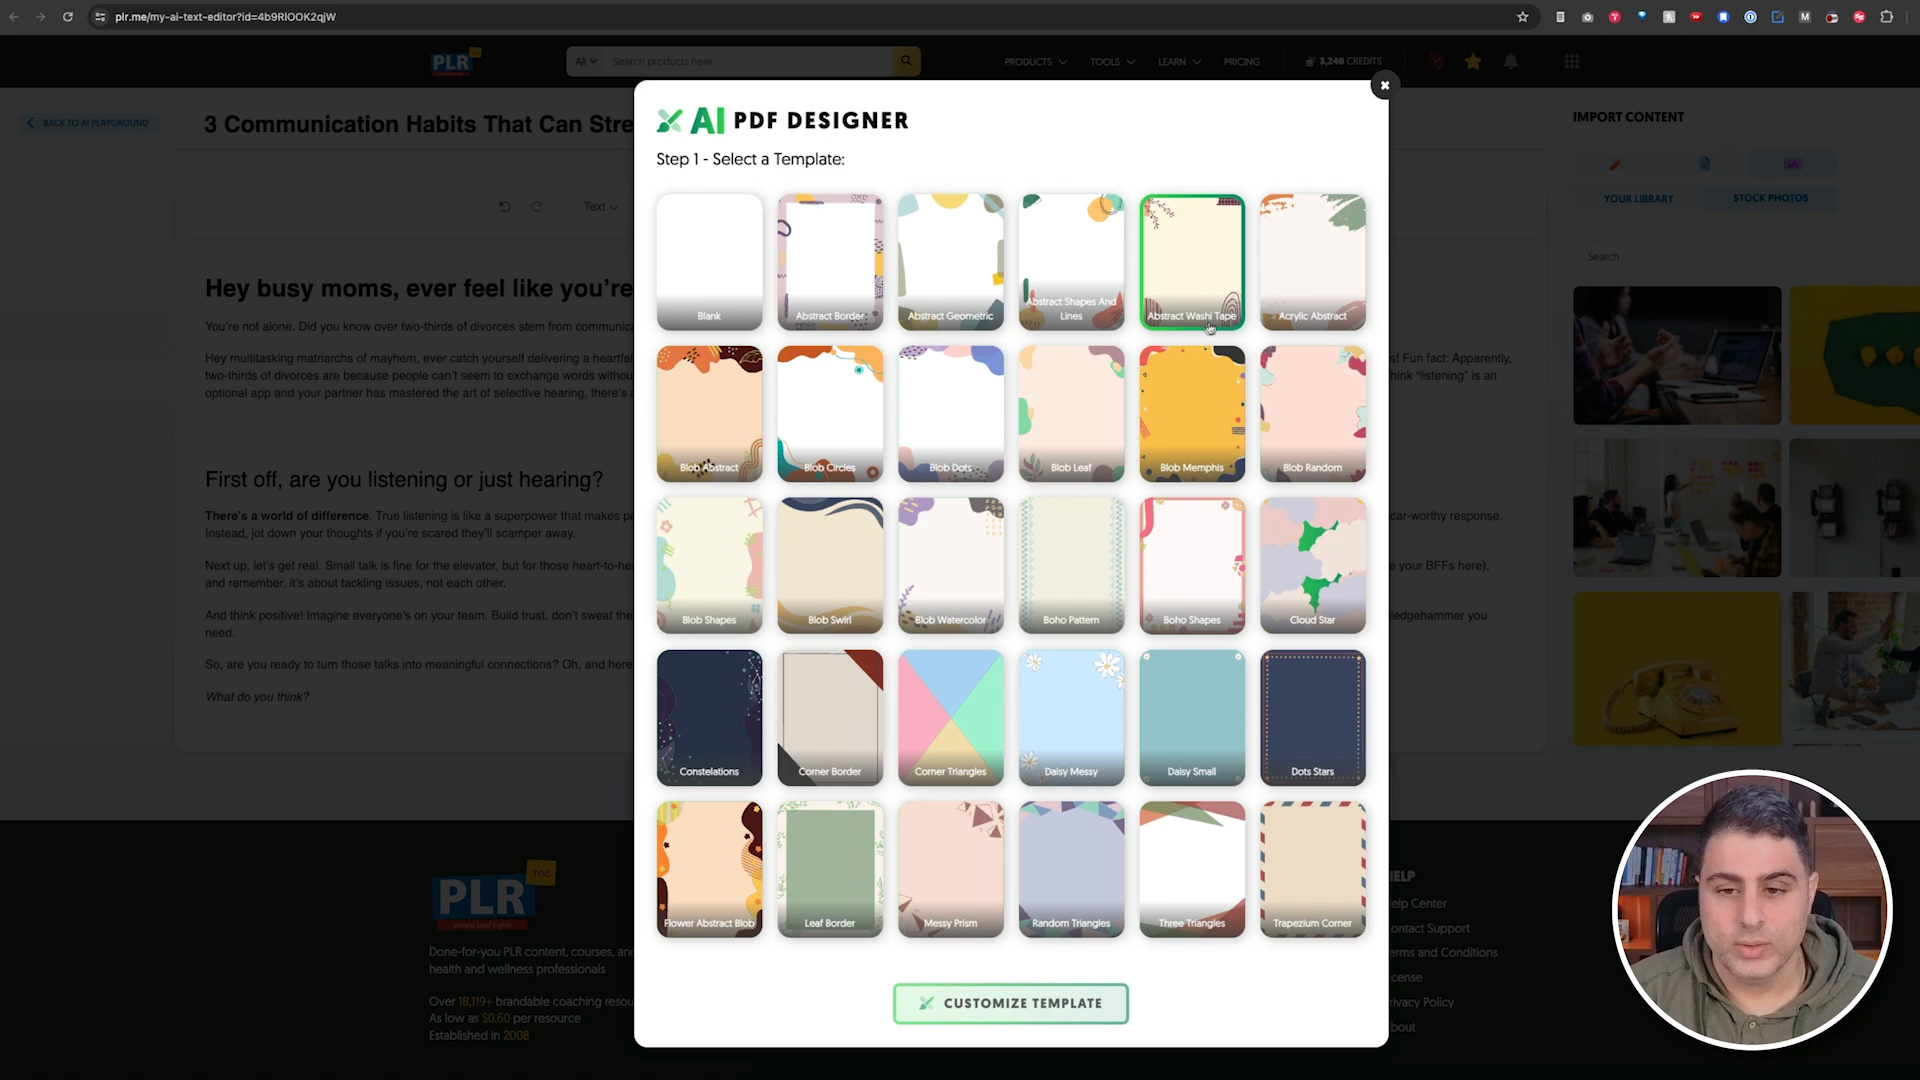 plr.me/my-ai-text-editor?id=4b9RIOOK2qjW
PLR
All
Search products here
PRODUCTS
TOOLS
LEARN
PRICING
3,248 CREDITS
BACK TO AI PLAYGROUND
3 Communication Habits That Can Stre
Text
Hey busy moms, ever feel like you're
You're not alone. Did you know over two-thirds of divorces stem from communica
Hey multitasking matriarchs of mayhem, ever catch yourself delivering a heartfel
s! Fun fact: Apparently,
two-thirds of divorces are because people can't seem to exchange words withou
hink "listening" is an
optional app and your partner has mastered the art of selective hearing, there's a
First off, are you listening or just hearing?
There's a world of difference. True listening is like a superpower that makes pe
car-worthy response.
Instead, jot down your thoughts if you're scared they'll scamper away.
Next up, let's get real. Small talk is fine for the elevator, but for those heart-to-hea
e your BFFs here),
and remember, it's about tackling issues, not each other.
And think positive! Imagine everyone's on your team. Build trust, don't sweat the
ledgehammer you
need.
So, are you ready to turn those talks into meaningful connections? Oh, and here
What do you think?
AI PDF DESIGNER
Step 1 - Select a Template:
Blank
Abstract Border
Abstract Geometric
Abstract Shapes And
Lines
Abstract Washi Tape
Acrylic Abstract
Blob Abstract
Blob Circles
Blob Dots
Blob Leaf
Blob Memphis
Blob Random
Blob Shapes
Blob Swirl
Blob Watercolor
Boho Pattern
Boho Shapes
Cloud Star
Constelations
Corner Border
Corner Triangles
Daisy Messy
Daisy Small
Dots Stars
Flower Abstract Blob
Leaf Border
Messy Prism
Random Triangles
Three Triangles
Trapezium Corner
CUSTOMIZE TEMPLATE
IMPORT CONTENT
YOUR LIBRARY
STOCK PHOTOS
Search
PLR .me
private label rights
Done-for-you PLR content, courses, an
health and wellness professionals
Over 18,119+ brandable coaching resou
As low as $0.60 per resource
Established in 2008
HELP
elp Center
ontact Support
erms and Conditions
icense
rivacy Policy
bout